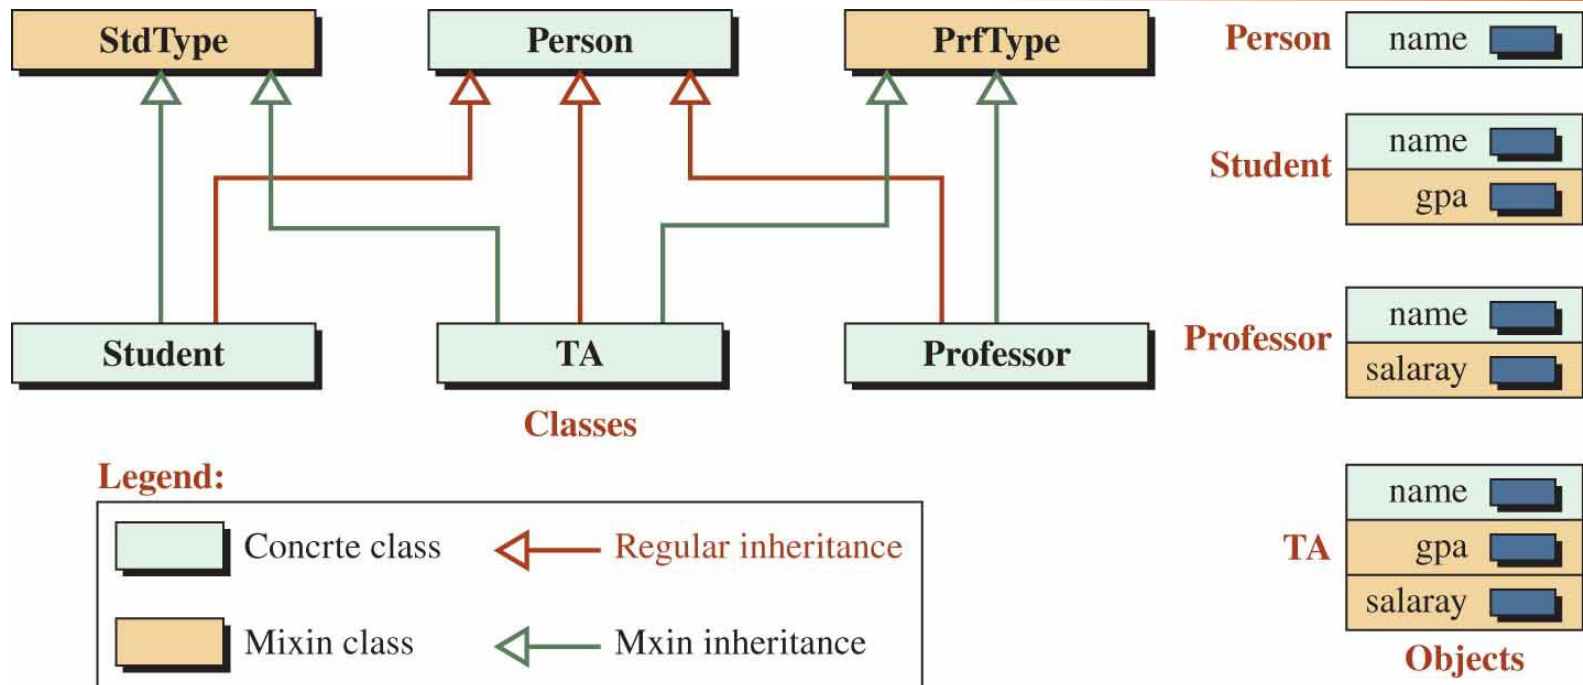 StdType
Person
PrfType
Student
TA
Professor
Classes
Legend:
Concrte class
Regular inheritance
Mixin class
Mxin inheritance
Person
name
Student
name
gpa
Professor
name
salaray
TA
name
gpa
salaray
Objects